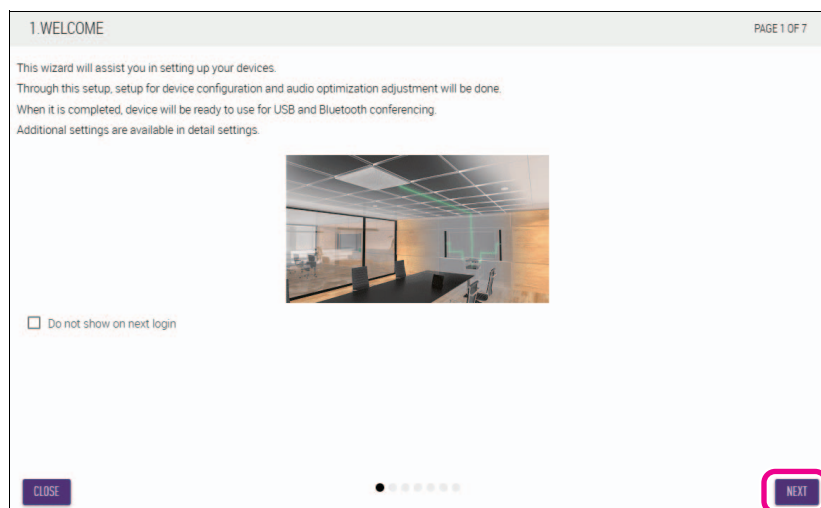 1.WELCOME
PAGE 1 OF 7
This wizard will assist you in setting up your devices.
Through this setup, setup for device configuration and audio optimization adjustment will be done.
When it is completed, device will be ready to use for USB and Bluetooth conferencing.
Additional settings are available in detail settings.
Do not show on next login
CLOSE
NEXT